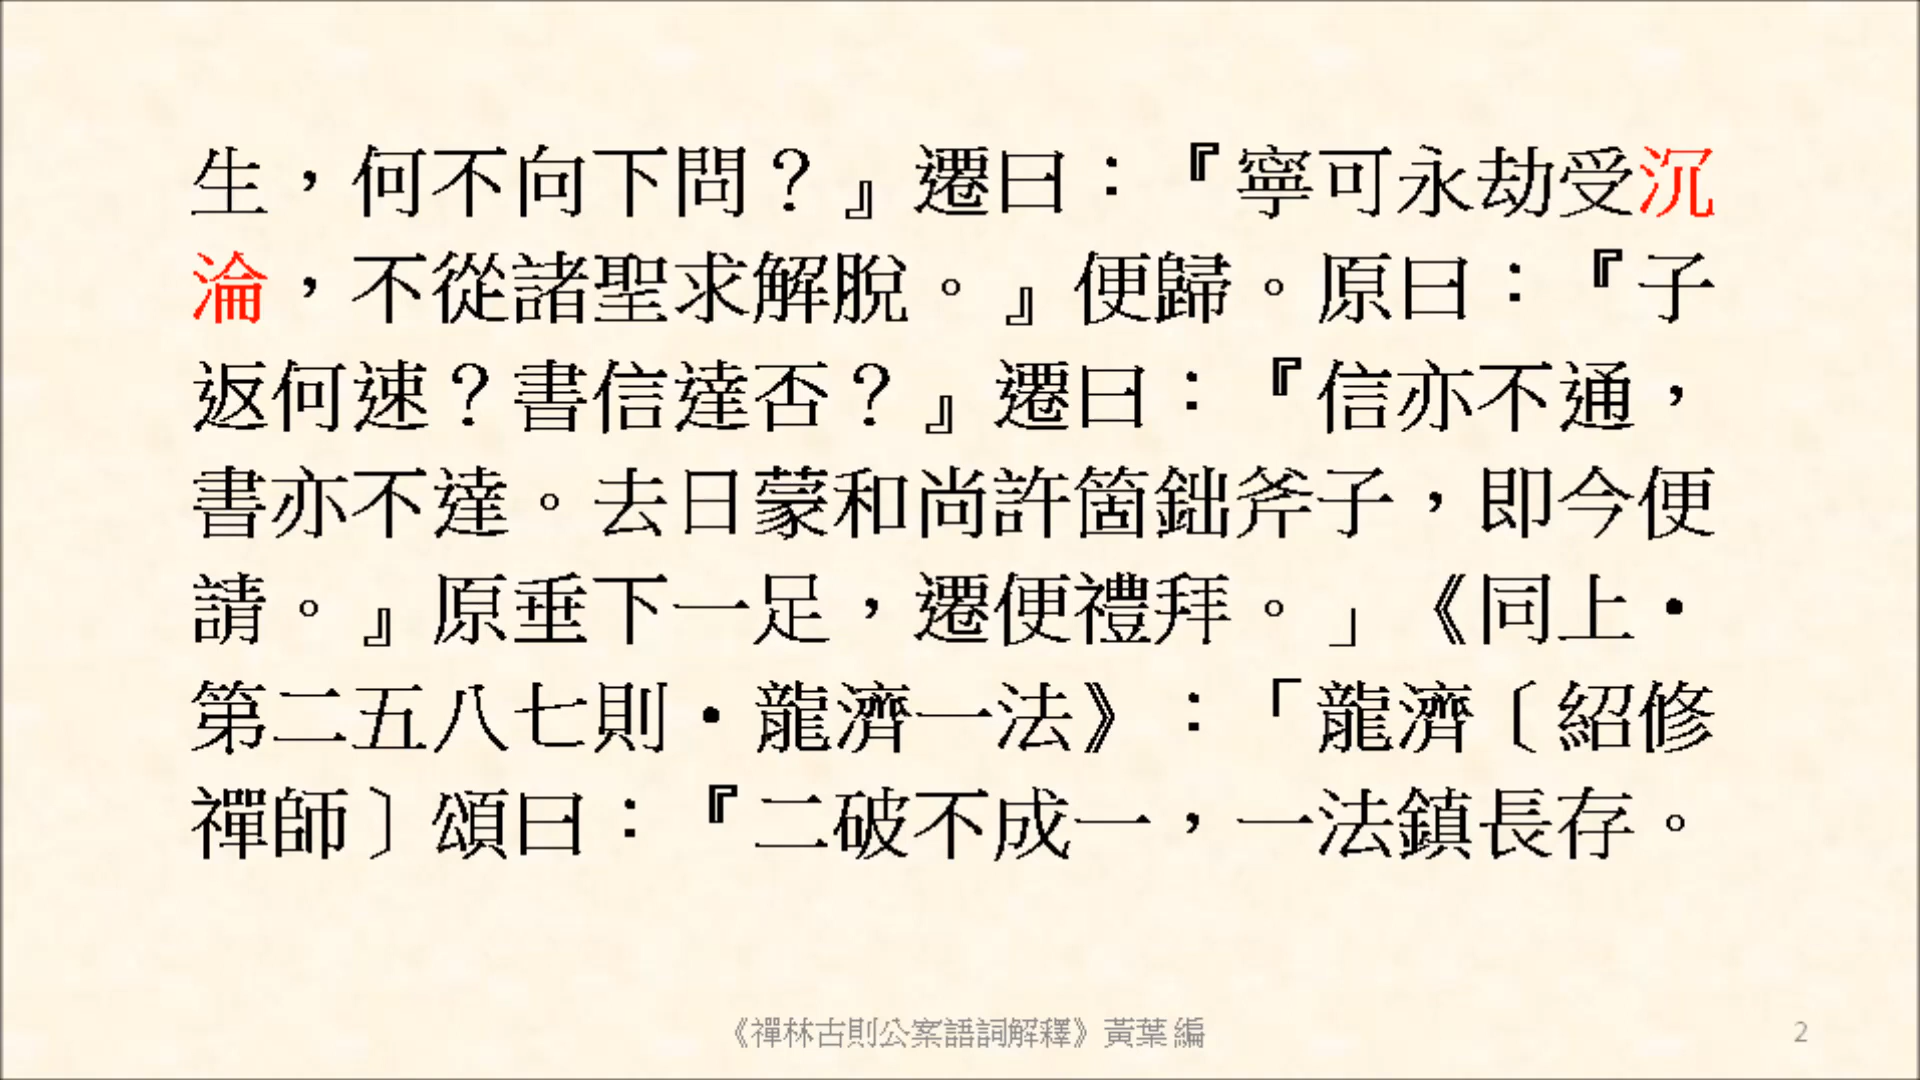 生，何不向下問？』遷曰：『寧可永劫受沉
淪，不從諸聖求解脫。』便歸。原曰：『子
返何速？書信達否？』遷曰：『信亦不通，
書亦不達。去日蒙和尚許箇鈯斧子，即今便
請。』原垂下一足，遷便禮拜。」《同上•
第二五八七則•龍濟一法》：「龍濟〔紹修
禪師〕頌曰：『二破不成一，一法鎮長存。
《禪林古則公案語詞解釋》黃葉 編
2